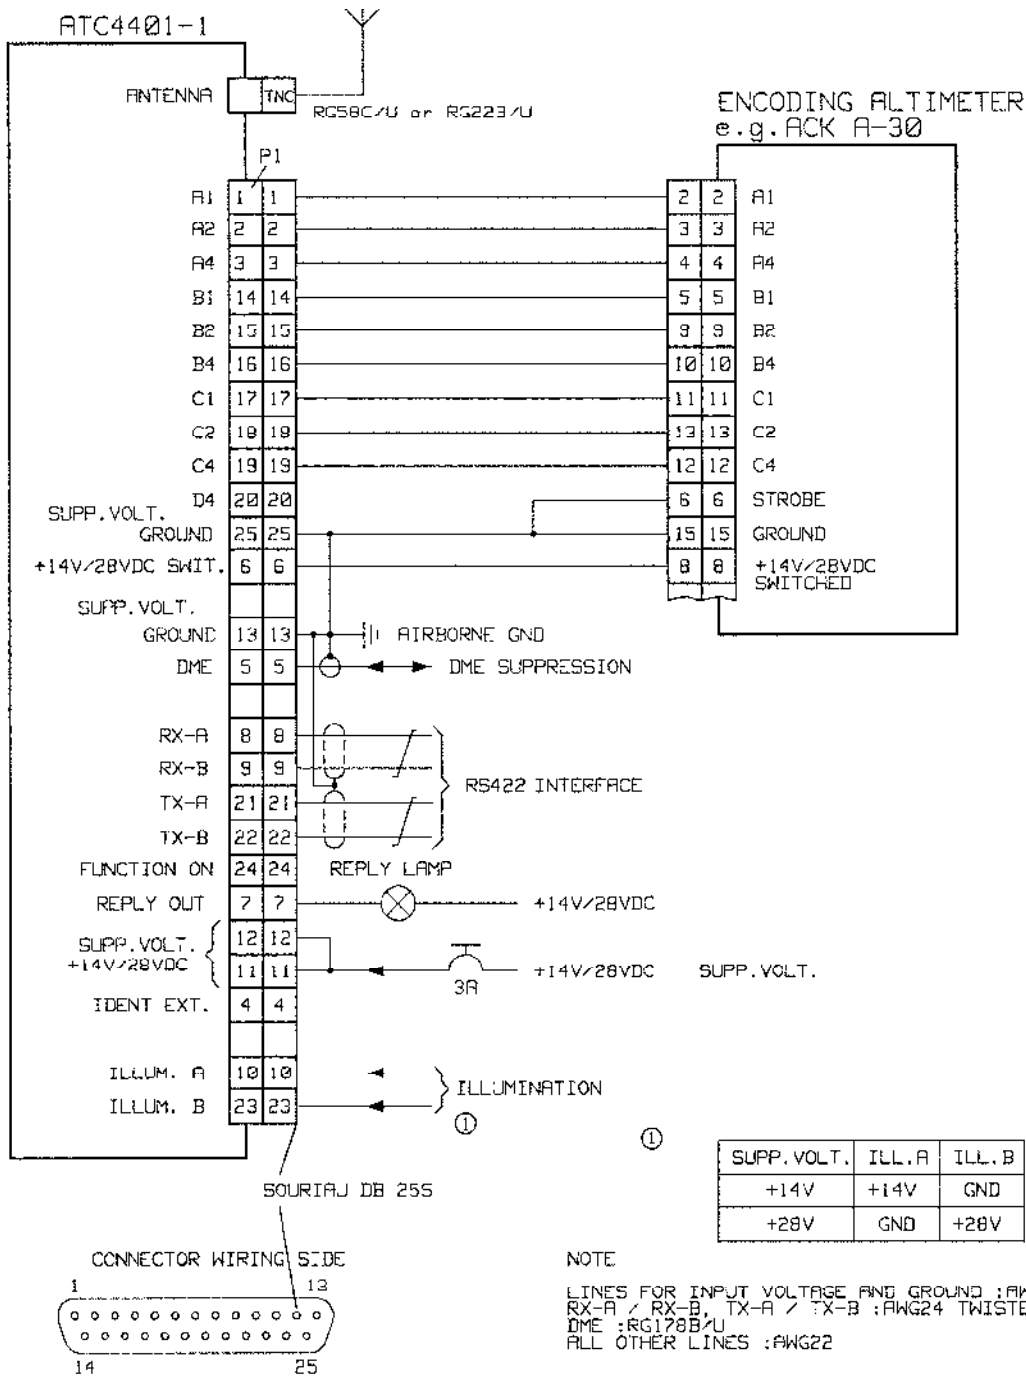 ATC4401-1
ANTENNA TNC
RG58C/U or RG223/U
ENCODING ALTIMETER
e.g. ACK A-30
P1
A1 1 1 2 2 A1
A2 2 2 3 3 A2
A4 3 3 4 4 A4
B1 14 14 5 5 B1
B2 15 15 9 9 B2
B4 16 16 10 10 B4
C1 17 17 11 11 C1
C2 18 18 13 13 C2
C4 19 19 12 12 C4
D4 20 20 6 6 STROBE
SUPP.VOLT.
GROUND 25 25 15 15 GROUND
+14V/28VDC SWIT. 6 6 8 8 +14V/28VDC
SWITCHED
SUPP.VOLT.
GROUND 13 13 AIRBORNE GND
DME 5 5 DME SUPPRESSION
RX-A 8 8
RX-B 9 9
RS422 INTERFACE
TX-A 21 21
TX-B 22 22
FUNCTION ON 24 24 REPLY LAMP
REPLY OUT 7 7 +14V/28VDC
12 12
SUPP.VOLT.
+14V/28VDC
11 11 +14V/28VDC SUPP.VOLT.
3A
IDENT EXT. 4 4
ILLUM. A 10 10
ILLUMINATION
ILLUM. B 23 23
1
1
SUPP.VOLT. ILL.A ILL.B
+14V +14V GND
+28V GND +28V
SOURIAU DB 25S
CONNECTOR WIRING SIDE
1 13
14 25
NOTE
LINES FOR INPUT VOLTAGE AND GROUND :AW
RX-A / RX-B, TX-A / TX-B :AWG24 TWISTE
DME :RG178B/U
ALL OTHER LINES :AWG22